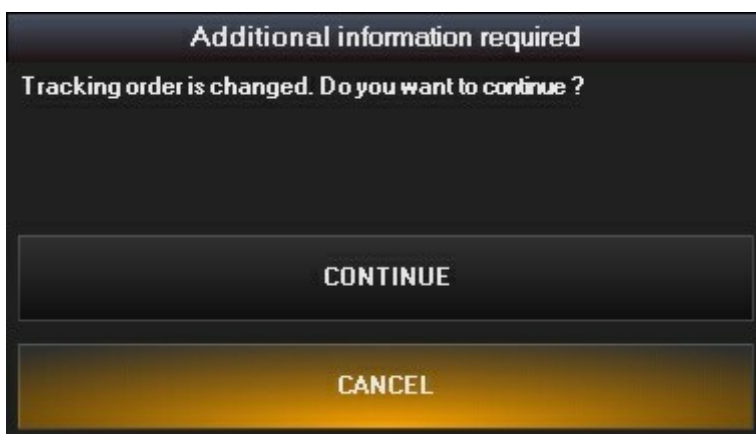 Additional information required
Tracking order is changed. Do you want to continue ?
CONTINUE
CANCEL